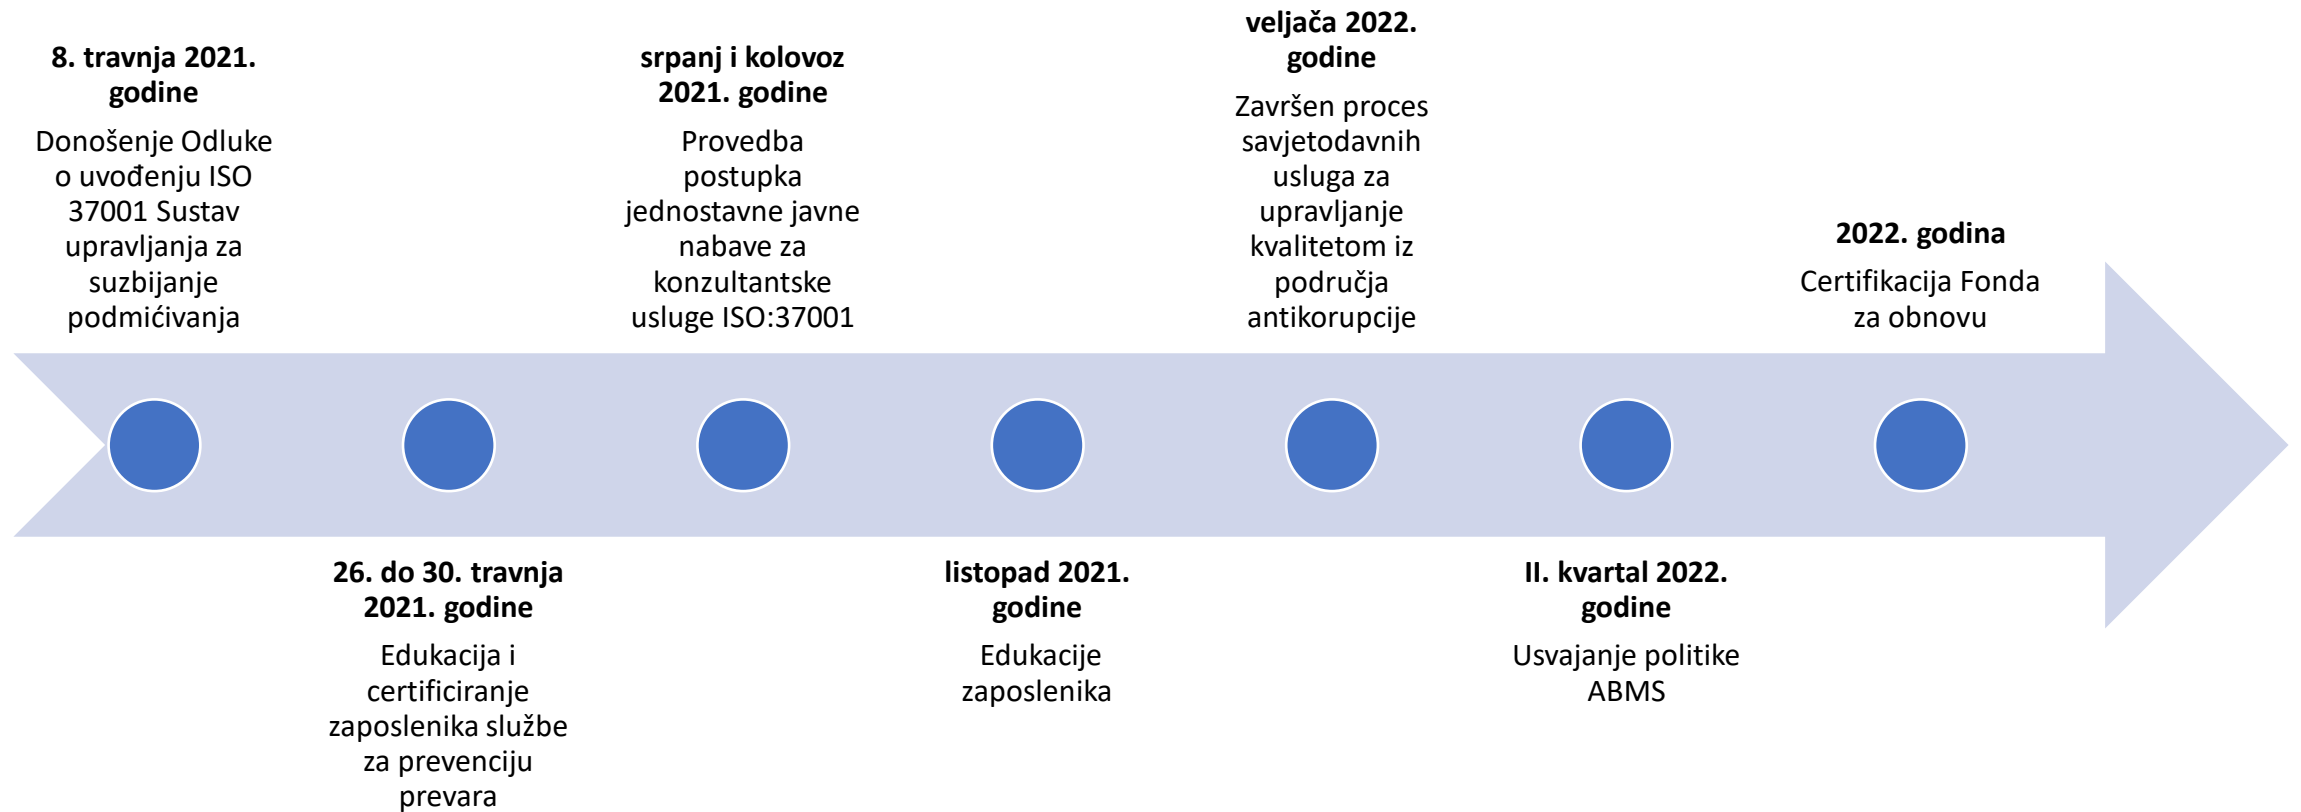 8. travnja 2021.
godine
Donošenje Odluke
o uvođenju ISO
37001 Sustav
upravljanja za
suzbijanje
podmićivanja
26. do 30. travnja
2021. godine
Edukacija i
certificiranje
zaposlenika službe
za prevenciju
prevara
srpanj i kolovoz
2021. godine
Provedba
postupka
jednostavne javne
nabave za
konzultantske
usluge ISO:37001
listopad 2021.
godine
Edukacije
zaposlenika
veljača 2022.
godine
Završen proces
savjetodavnih
usluga za
upravljanje
kvalitetom iz
područja
antikorupcije
II. kvartal 2022.
godine
Usvajanje politike
ABMS
2022. godina
Certifikacija Fonda
za obnovu